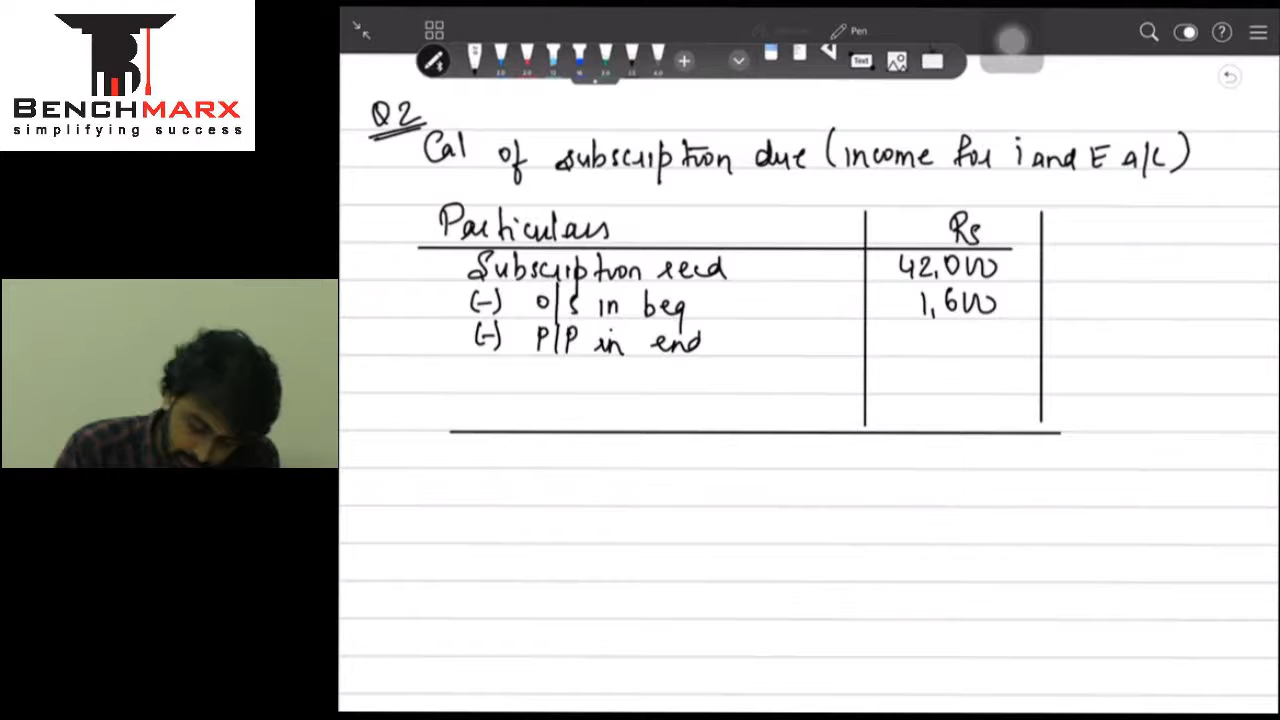 BENCHMARX
simplifying success
Pen
Text
Q2
Cal of subscription due (income for i and E a/c)
Particulars Rs
Subscription recd 42,000
(-) o/s in beg 1,600
(-) P/P in end